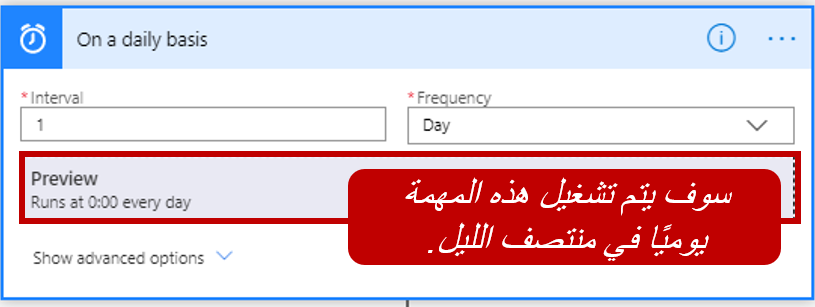 On a daily basis
*Interval
*Frequency
1
Day
Preview
Runs at 0:00 every day
سوف يتم تشغيل هذه المهمة
يوميًا في منتصف الليل.
Show advanced options